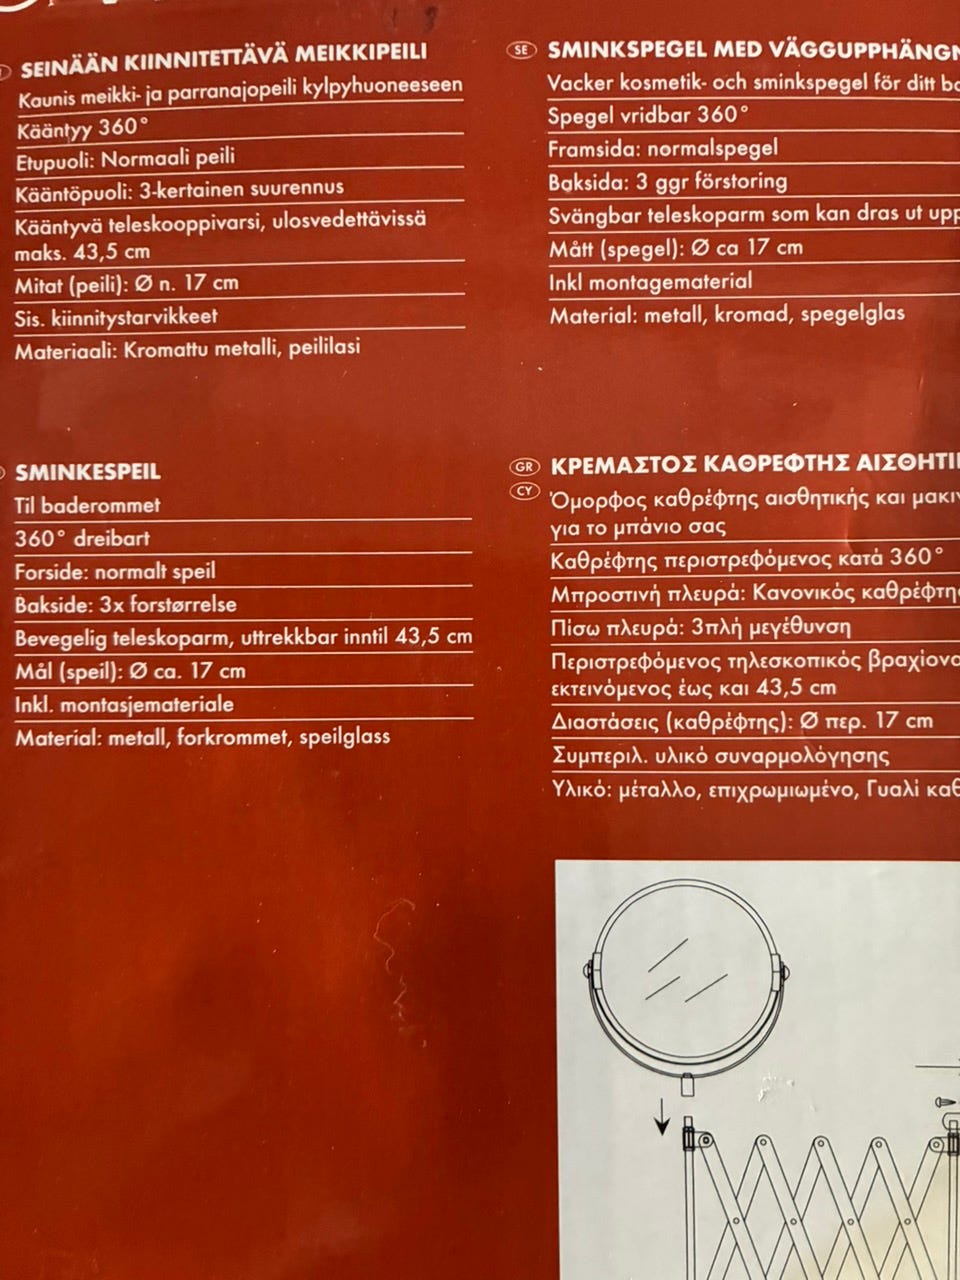 SEINÄÄN KIINNITETTÄVÄ MEIKKIPEILI
Kaunis meikki- ja parranajopeili kylpyhuoneeseen
Kääntyy 360°
Etupuoli: Normaali peili
Kääntöpuoli: 3-kertainen suurennus
Kääntyvä teleskooppivarsi, ulosvedettävissä
maks. 43,5 cm
Mitat (peili): Ø n. 17 cm
Sis. kiinnitystarvikkeet
Materiaali: Kromattu metalli, peililasi
SE SMINKSPEGEL MED VÄGGUPPHÄNGN
Vacker kosmetik- och sminkspegel för ditt
Spegel vridbar 360°
Framsida: normalspegel
Baksida: 3 ggr förstoring
Svängbar teleskoparm som kan dras ut upp
Mått (spegel): Ø ca 17 cm
Inkl montagematerial
Material: metall, kromad, spegelglas
SMINKESPEIL
Til baderommet
360° dreibart
Forside: normalt speil
Bakside: 3x forstørrelse
Bevegelig teleskoparm, uttrekkbar inntil 43,5 cm
Mål (speil): Ø ca. 17 cm
Inkl. montasjemateriale
Material: metall, forkrommet, speilglass
GR ΚΡΕΜΑΣΤΟΣ ΚΑΘΡΕΦΤΗΣ ΑΙΣΘΗΤΙ
CY Όμορφος καθρέφτης αισθητικής και μακι
για το μπάνιο σας
Καθρέφτης περιστρεφόμενος κατά 360°
Μπροστινή πλευρά: Κανονικός καθρέφτη
Πίσω πλευρά: 3πλή μεγέθυνση
Περιστρεφόμενος τηλεσκοπικός βραχίονα
εκτεινόμενος έως και 43,5 cm
Διαστάσεις (καθρέφτης): Ø περ. 17 cm
Συμπεριλ. υλικό συναρμολόγησης
Υλικό: μέταλλο, επιχρωμιωμένο, Γυαλί καθ